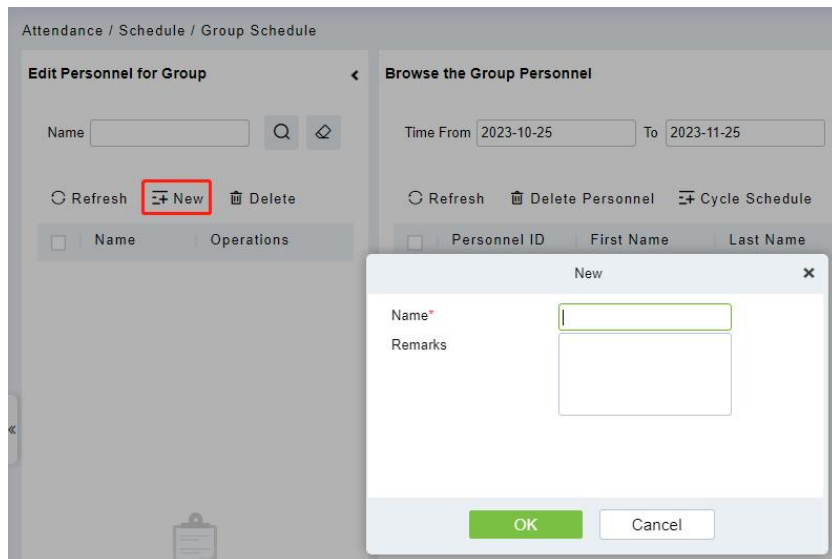 Attendance / Schedule / Group Schedule
Edit Personnel for Group
Name
Refresh New Delete
Name Operations
Browse the Group Personnel
Time From 2023-10-25 To 2023-11-25
Refresh Delete Personnel Cycle Schedule
Personnel ID First Name Last Name
New
Name*
Remarks
OK Cancel